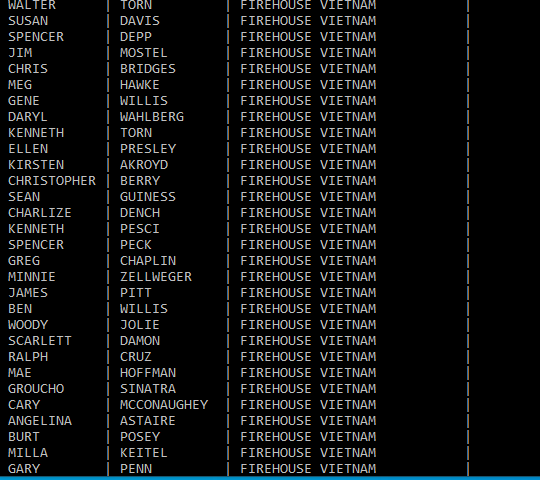 WALTER | TORN | FIREHOUSE VIETNAM |
SUSAN | DAVIS | FIREHOUSE VIETNAM |
SPENCER | DEPP | FIREHOUSE VIETNAM |
JIM | MOSTEL | FIREHOUSE VIETNAM |
CHRIS | BRIDGES | FIREHOUSE VIETNAM |
MEG | HAWKE | FIREHOUSE VIETNAM |
GENE | WILLIS | FIREHOUSE VIETNAM |
DARYL | WAHLBERG | FIREHOUSE VIETNAM |
KENNETH | TORN | FIREHOUSE VIETNAM |
ELLEN | PRESLEY | FIREHOUSE VIETNAM |
KIRSTEN | AKROYD | FIREHOUSE VIETNAM |
CHRISTOPHER | BERRY | FIREHOUSE VIETNAM |
SEAN | GUINESS | FIREHOUSE VIETNAM |
CHARLIZE | DENCH | FIREHOUSE VIETNAM |
KENNETH | PESCI | FIREHOUSE VIETNAM |
SPENCER | PECK | FIREHOUSE VIETNAM |
GREG | CHAPLIN | FIREHOUSE VIETNAM |
MINNIE | ZELLWEGER | FIREHOUSE VIETNAM |
JAMES | PITT | FIREHOUSE VIETNAM |
BEN | WILLIS | FIREHOUSE VIETNAM |
WOODY | JOLIE | FIREHOUSE VIETNAM |
SCARLETT | DAMON | FIREHOUSE VIETNAM |
RALPH | CRUZ | FIREHOUSE VIETNAM |
MAE | HOFFMAN | FIREHOUSE VIETNAM |
GROUCHO | SINATRA | FIREHOUSE VIETNAM |
CARY | MCCONAUGHEY | FIREHOUSE VIETNAM |
ANGELINA | ASTAIRE | FIREHOUSE VIETNAM |
BURT | POSEY | FIREHOUSE VIETNAM |
MILLA | KEITEL | FIREHOUSE VIETNAM |
GARY | PENN | FIREHOUSE VIETNAM |